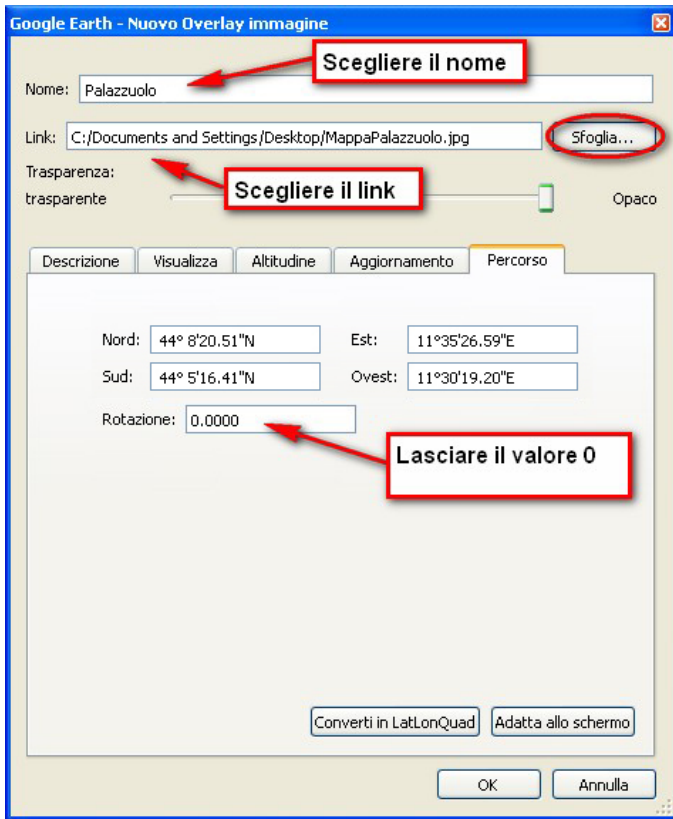 Google Earth - Nuovo Overlay immagine
Scegliere il nome
Nome: Palazzuolo
Link: C:/Documents and Settings/Desktop/MappaPalazzuolo.jpg Sfoglia...
Trasparenza:
Scegliere il link
trasparente Opaco
Descrizione Visualizza Altitudine Aggiornamento Percorso
Nord: 44° 8'20.51"N Est: 11°35'26.59"E
Sud: 44° 5'16.41"N Ovest: 11°30'19.20"E
Rotazione: 0.0000
Lasciare il valore 0
Converti in LatLonQuad Adatta allo schermo
OK Annulla